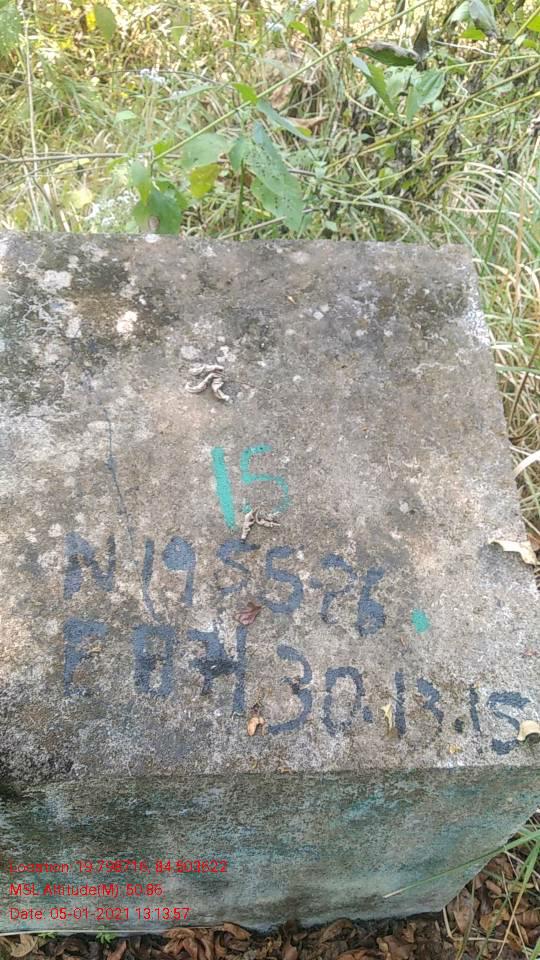 15
N 19 55 26.
E 084 30.13.15
Location: 19.798716, 84.503622
MSL Altitude(M): 50.86
Date: 05-01-2021 13:13:57